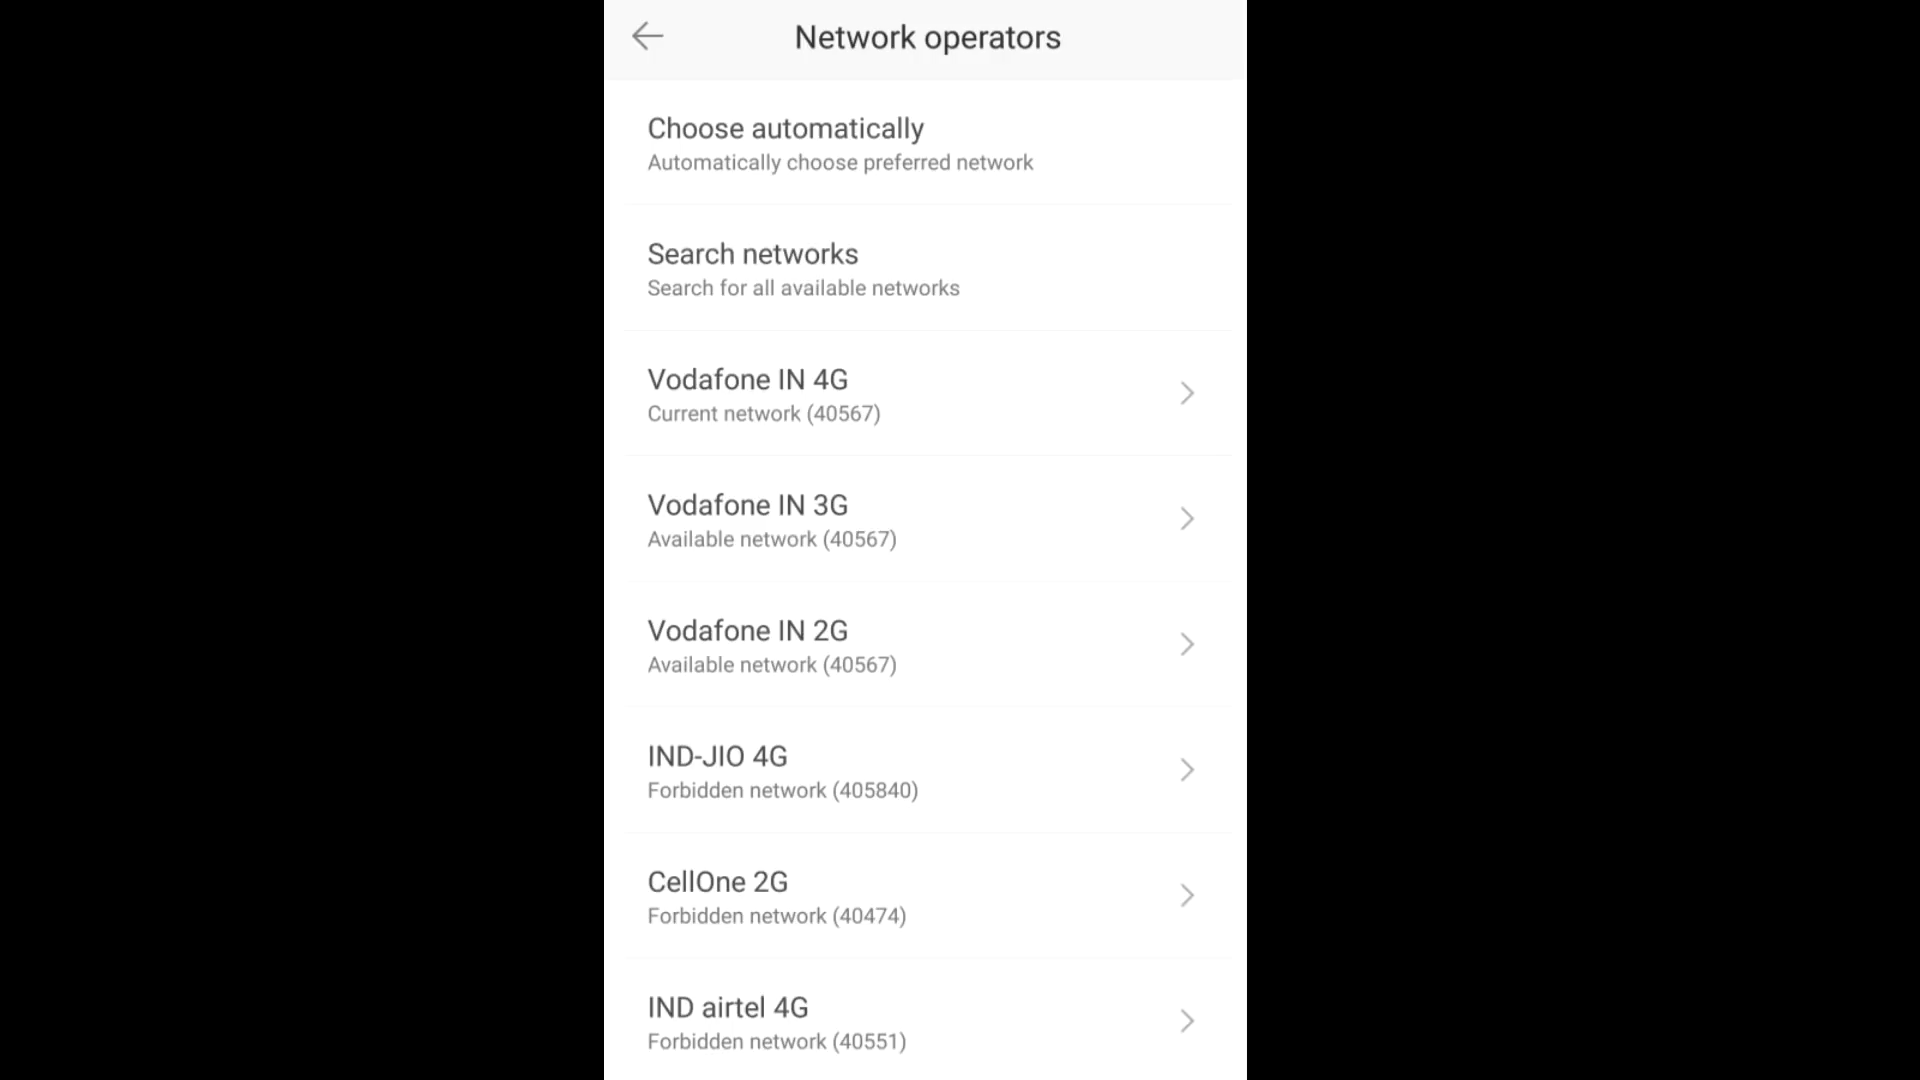 Network operators
Choose automatically
Automatically choose preferred network
Search networks
Search for all available networks
Vodafone IN 4G
Current network (40567)
Vodafone IN 3G
Available network (40567)
Vodafone IN 2G
Available network (40567)
IND-JIO 4G
Forbidden network (405840)
CellOne 2G
Forbidden network (40474)
IND airtel 4G
Forbidden network (40551)